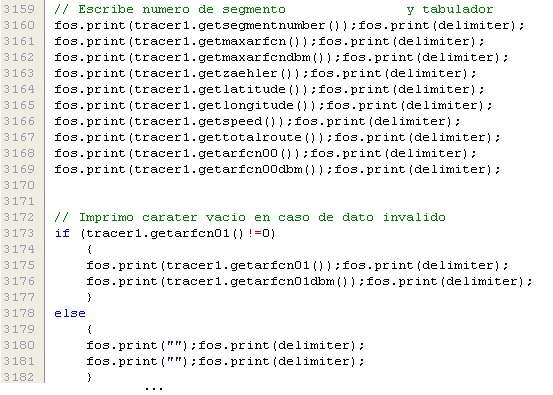 3159 // Escribe numero de segmento y tabulador
3160 fos.print(tracer1.getsegmentnumber());fos.print(delimiter);
3161 fos.print(tracer1.getmaxarfcn());fos.print(delimiter);
3162 fos.print(tracer1.getmaxarfcndbm());fos.print(delimiter);
3163 fos.print(tracer1.getzaehler());fos.print(delimiter);
3164 fos.print(tracer1.getlatitude());fos.print(delimiter);
3165 fos.print(tracer1.getlongitude());fos.print(delimiter);
3166 fos.print(tracer1.getspeed());fos.print(delimiter);
3167 fos.print(tracer1.gettotalroute());fos.print(delimiter);
3168 fos.print(tracer1.getarfcn00());fos.print(delimiter);
3169 fos.print(tracer1.getarfcn00dbm());fos.print(delimiter);
3170
3171
3172 // Imprimo carater vacio en caso de dato invalido
3173 if (tracer1.getarfcn01()!=0)
3174 {
3175 fos.print(tracer1.getarfcn01());fos.print(delimiter);
3176 fos.print(tracer1.getarfcn01dbm());fos.print(delimiter);
3177 }
3178 else
3179 {
3180 fos.print("");fos.print(delimiter);
3181 fos.print("");fos.print(delimiter);
3182 }
...